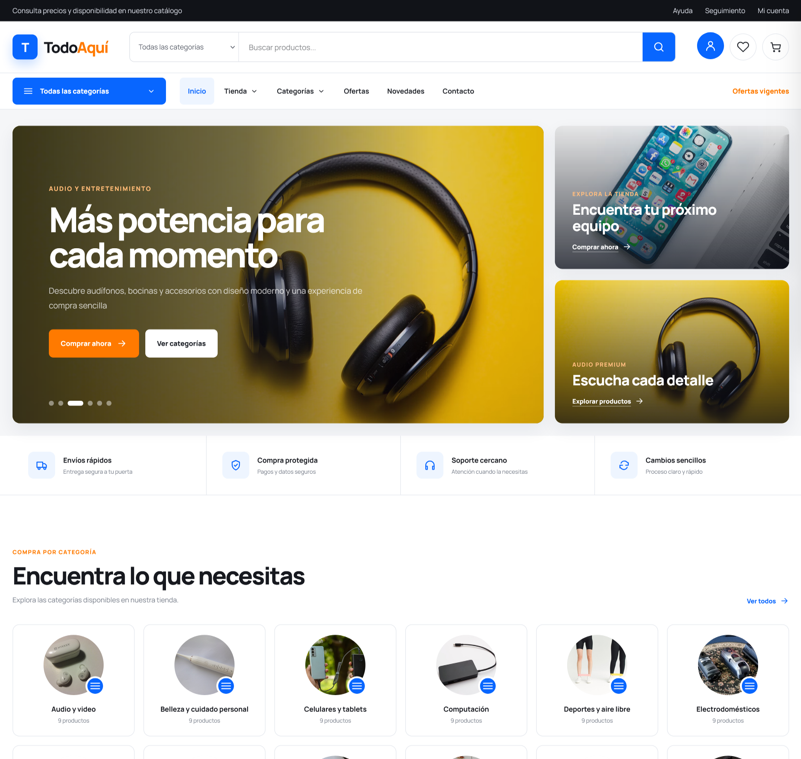 Consulta precios y disponibilidad en nuestro catálogo
Ayuda
Seguimiento
Mi cuenta
T
TodoAquí
Todas las categorías
Buscar productos...
Todas las categorías
Inicio
Tienda
Categorías
Ofertas
Novedades
Contacto
Ofertas vigentes
AUDIO Y ENTRETENIMIENTO
Más potencia para
cada momento
Descubre audífonos, bocinas y accesorios con diseño moderno y una experiencia de
compra sencilla
Comprar ahora
Ver categorías
EXPLORA LA TIENDA
Encuentra tu próximo
equipo
Comprar ahora
AUDIO PREMIUM
Escucha cada detalle
Explorar productos
Envíos rápidos
Entrega segura a tu puerta
Compra protegida
Pagos y datos seguros
Soporte cercano
Atención cuando la necesitas
Cambios sencillos
Proceso claro y rápido
COMPRA POR CATEGORÍA
Encuentra lo que necesitas
Explora las categorías disponibles en nuestra tienda.
Ver todos
Audio y video
9 productos
Belleza y cuidado personal
9 productos
Celulares y tablets
9 productos
Computación
9 productos
Deportes y aire libre
9 productos
Electrodomésticos
9 productos